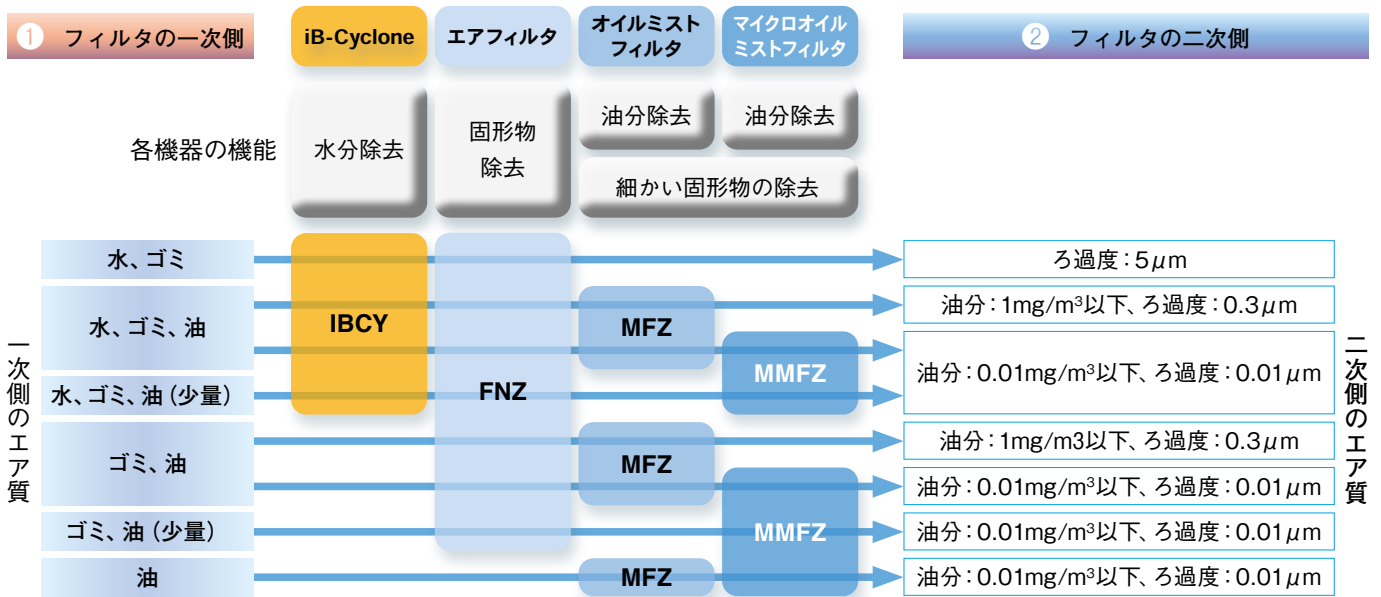 ① フィルタの一次側
iB-Cyclone
エアフィルタ
オイルミスト
フィルタ
マイクロオイル
ミストフィルタ
② フィルタの二次側
各機器の機能
水分除去
固形物
除去
油分除去
油分除去
細かい固形物の除去
一次側のエア質
水、ゴミ
水、ゴミ、油
水、ゴミ、油（少量）
ゴミ、油
ゴミ、油（少量）
油
IBCY
FNZ
MFZ
MMFZ
MFZ
MMFZ
MFZ
ろ過度：5μm
油分：1mg/m³以下、ろ過度：0.3μm
油分：0.01mg/m³以下、ろ過度：0.01μm
油分：1mg/m3以下、ろ過度：0.3μm
油分：0.01mg/m³以下、ろ過度：0.01μm
油分：0.01mg/m³以下、ろ過度：0.01μm
油分：0.01mg/m³以下、ろ過度：0.01μm
二次側のエア質